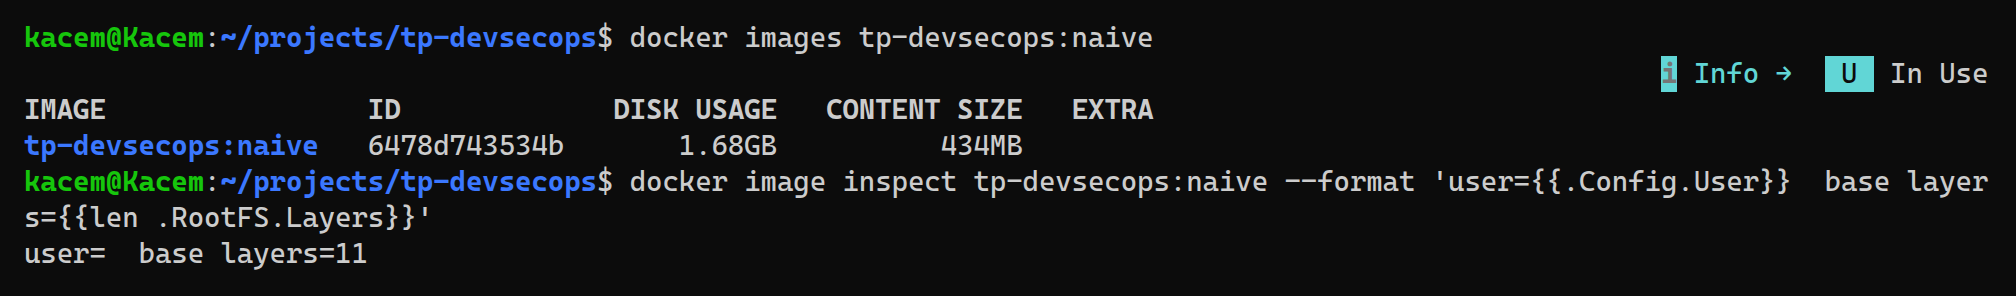 kacem@Kacem:~/projects/tp-devsecops$ docker images tp-devsecops:naive
i Info → U In Use
IMAGE ID DISK USAGE CONTENT SIZE EXTRA
tp-devsecops:naive 6478d743534b 1.68GB 434MB
kacem@Kacem:~/projects/tp-devsecops$ docker image inspect tp-devsecops:naive --format 'user={{.Config.User}}  base layer
s={{len .RootFS.Layers}}'
user=  base layers=11